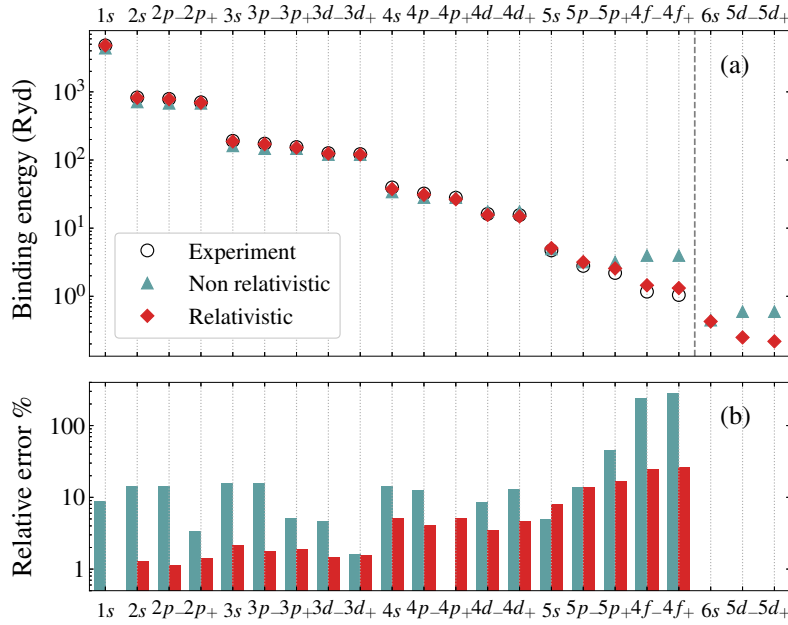 1s 2s 2p₋ 2p₊ 3s 3p₋ 3p₊ 3d₋ 3d₊ 4s 4p₋ 4p₊ 4d₋ 4d₊ 5s 5p₋ 5p₊ 4f₋ 4f₊ 6s 5d₋ 5d₊
(a)
Binding energy (Ryd)
10³
10²
10¹
10⁰
Experiment
Non relativistic
Relativistic
(b)
Relative error %
100
10
1
1s 2s 2p₋ 2p₊ 3s 3p₋ 3p₊ 3d₋ 3d₊ 4s 4p₋ 4p₊ 4d₋ 4d₊ 5s 5p₋ 5p₊ 4f₋ 4f₊ 6s 5d₋ 5d₊